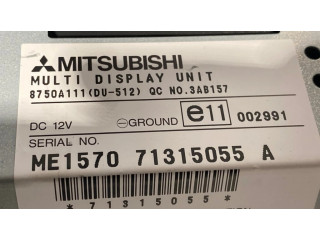 MITSUBISHI
MULTI DISPLAY UNIT
8750A111(DU-512) QC NO.3AB157
DC 12V ⊖GROUND e11 002991
SERIAL NO.
ME1570 71315055 A
*71315055*